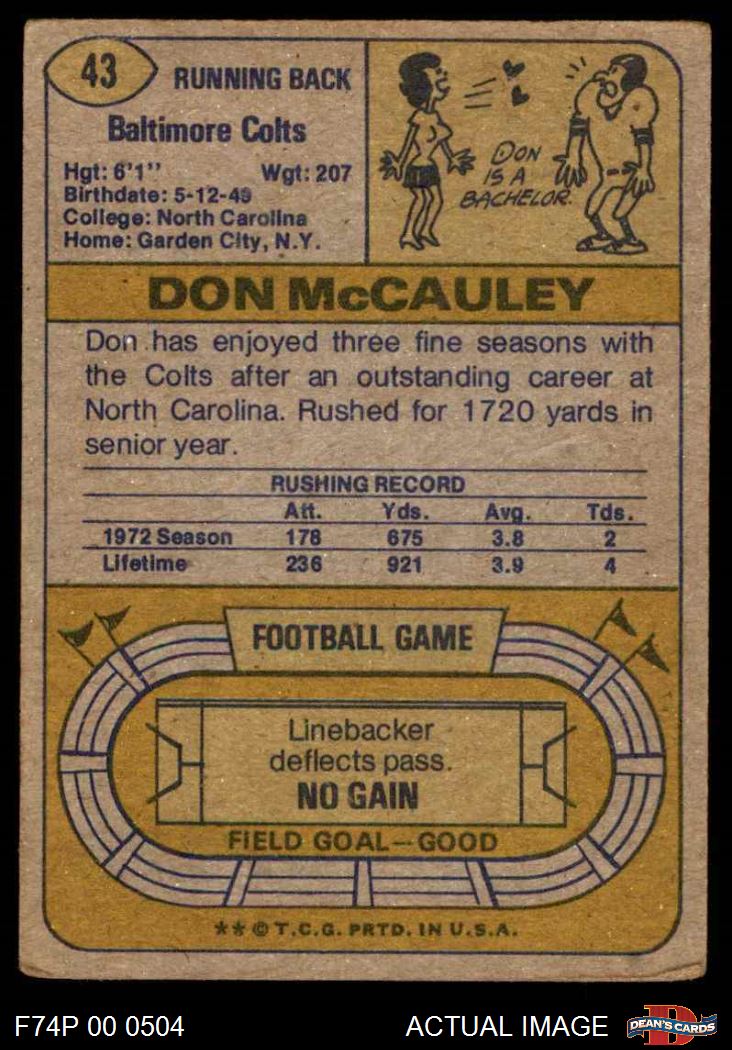 43
RUNNING BACK
Baltimore Colts
Hgt: 6'1'' Wgt: 207
Birthdate: 5-12-49
College: North Carolina
Home: Garden City, N.Y.
DON
IS A
BACHELOR.
DON McCAULEY
Don has enjoyed three fine seasons with
the Colts after an outstanding career at
North Carolina. Rushed for 1720 yards in
senior year.
RUSHING RECORD
Att. Yds. Avg. Tds.
1972 Season 178 675 3.8 2
Lifetime 236 921 3.9 4
FOOTBALL GAME
Linebacker
deflects pass.
NO GAIN
FIELD GOAL—GOOD
**© T.C.G. PRTD. IN U.S.A.
F74P 00 0504 ACTUAL IMAGE
D
DEAN'S CARDS